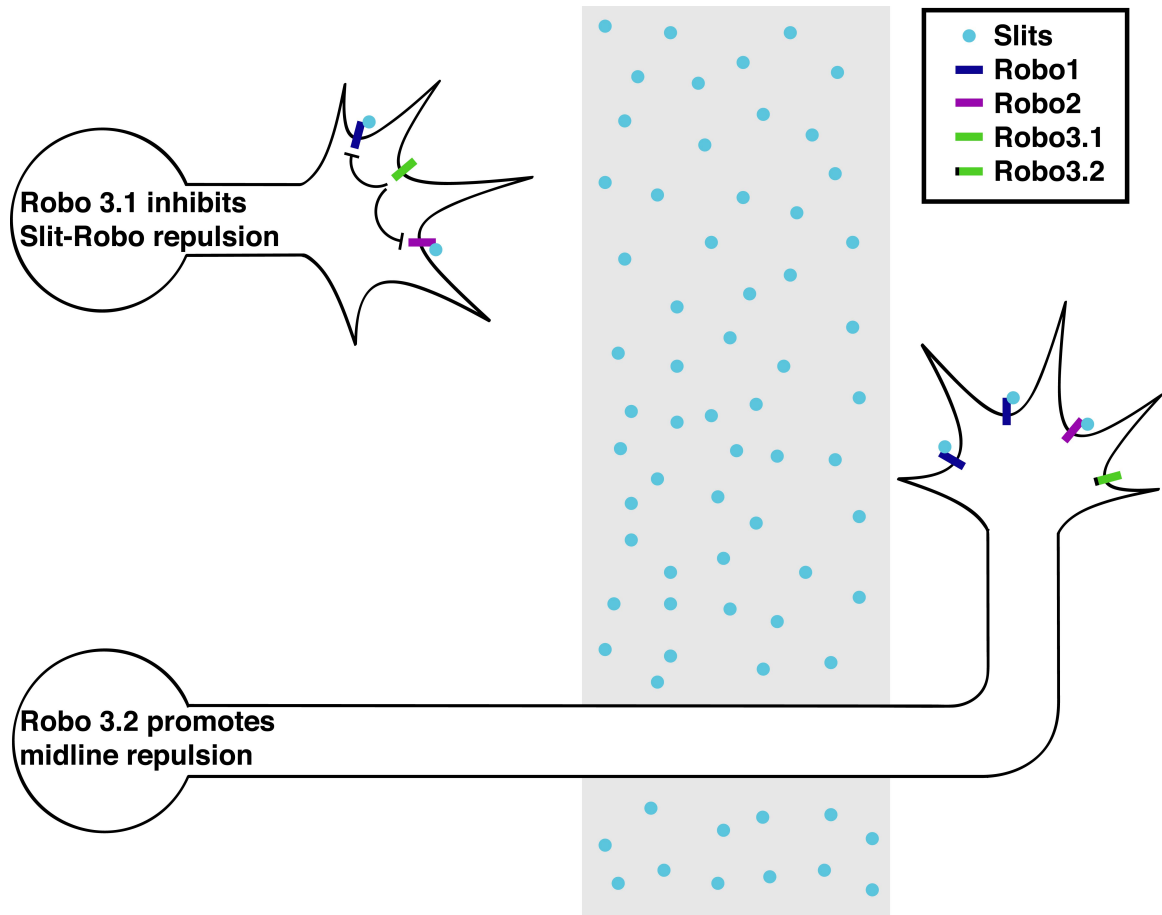 Slits
Robo1
Robo2
Robo3.1
Robo3.2
Robo 3.1 inhibits
Slit-Robo repulsion
Robo 3.2 promotes
midline repulsion